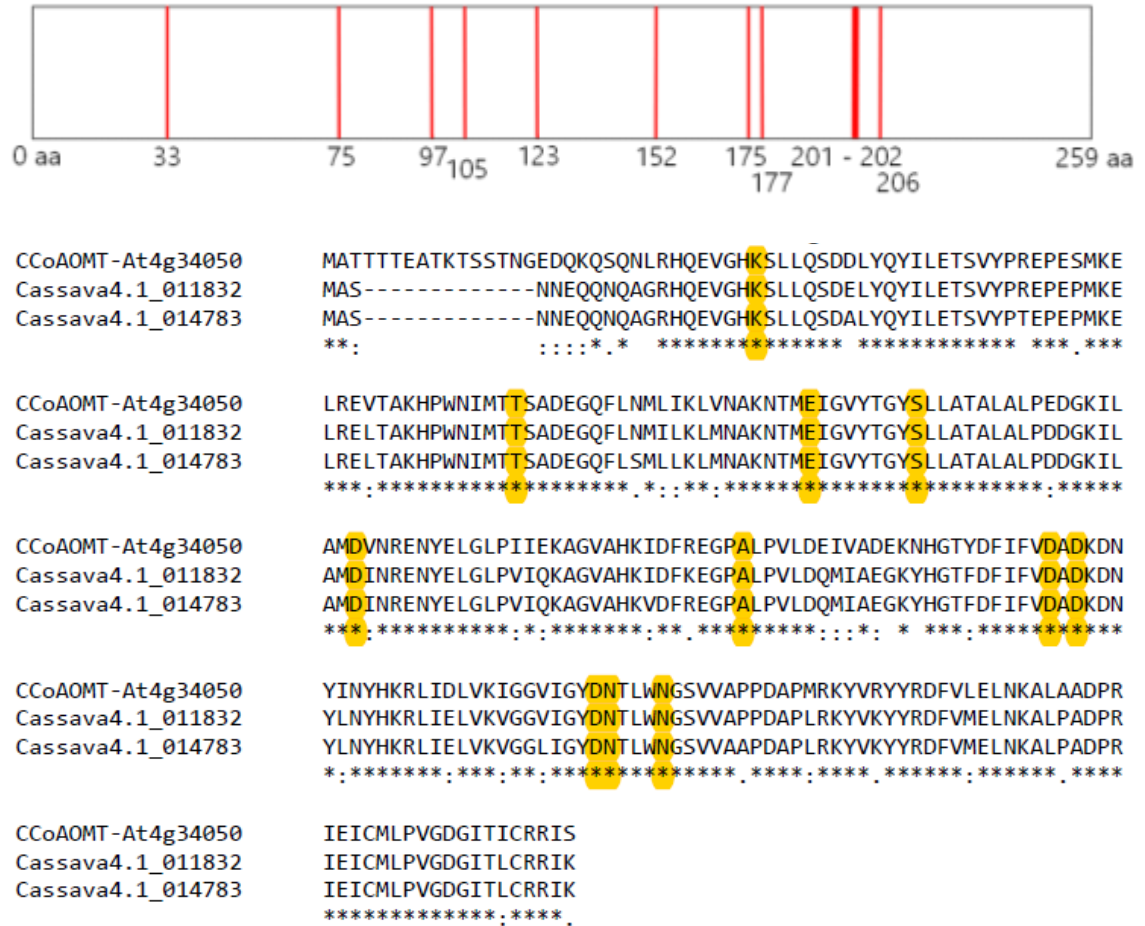 0 aa 33 75 97 105 123 152 175 177 201 - 202 206 259 aa
CCoAOMT-At4g34050 MATTTTEATKTSSTNGEDQKQSQNLRHQEVGHKSLLQSDDLYQYILETSVYPREPESMKE
Cassava4.1_011832 MAS-------------NNEQQNQAGRHQEVGHKSLLQSDELYQYILETSVYPREPEPMKE
Cassava4.1_014783 MAS-------------NNEQQNQAGRHQEVGHKSLLQSDALYQYILETSVYPTEPEPMKE
**: ::::*.* ************** ************ ***.***
CCoAOMT-At4g34050 LREVTAKHPWNIMTTSADEGQFLNMLIKLVNAKNTMEIGVYTGYSLLATALALPEDGKIL
Cassava4.1_011832 LRELTAKHPWNIMTTSADEGQFLNMILKLMNAKNTMEIGVYTGYSLLATALALPDDGKIL
Cassava4.1_014783 LRELTAKHPWNIMTTSADEGQFLSMLLKLMNAKNTMEIGVYTGYSLLATALALPDDGKIL
***:*******************.*::**:************************:*****
CCoAOMT-At4g34050 AMDVNRENYELGLPIIEKAGVAHKIDFREGPALPVLDEIVADEKNHGTYDFIFVDADKDN
Cassava4.1_011832 AMDINRENYELGLPVIQKAGVAHKIDFKEGPALPVLDQMIAEGKYHGTFDFIFVDADKDN
Cassava4.1_014783 AMDINRENYELGLPVIQKAGVAHKVDFREGPALPVLDQMIAEGKYHGTFDFIFVDADKDN
***:**********:*:*******:**.*********:::*: * ***:***********
CCoAOMT-At4g34050 YINYHKRLIDLVKIGGVIGYDNTLWNGSVVAPPDAPMRKYVRYYRDFVLELNKALAADPR
Cassava4.1_011832 YLNYHKRLIELVKVGGVIGYDNTLWNGSVVAPPDAPLRKYVKYYRDFVMELNKALPADPR
Cassava4.1_014783 YLNYHKRLIELVKVGGLIGYDNTLWNGSVVAAPDAPLRKYVKYYRDFVMELNKALPADPR
*:*******:***:**:**************.****:****.******:******.****
CCoAOMT-At4g34050 IEICMLPVGDGITICRRIS
Cassava4.1_011832 IEICMLPVGDGITLCRRIK
Cassava4.1_014783 IEICMLPVGDGITLCRRIK
*************:****.